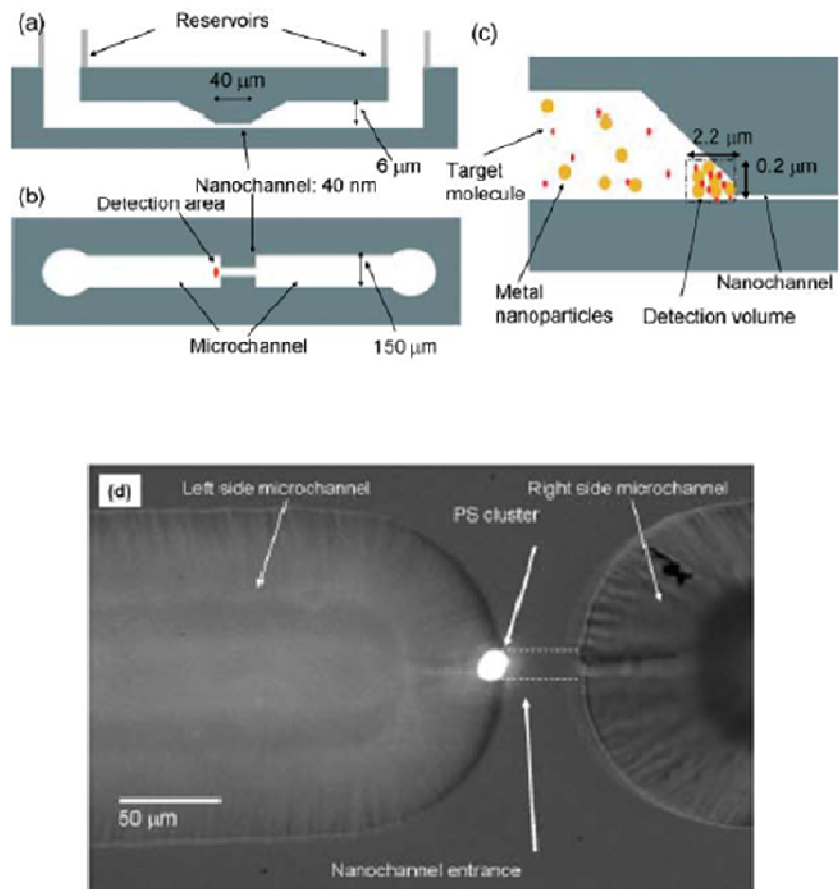 (a)
Reservoirs
40 μm
6 μm
Nanochannel: 40 nm
(b)
Detection area
Microchannel
150 μm
(c)
2.2 μm
0.2 μm
Target
molecule
Nanochannel
Metal
nanoparticles
Detection volume
(d)
Left side microchannel
Right side microchannel
PS cluster
50 μm
Nanochannel entrance